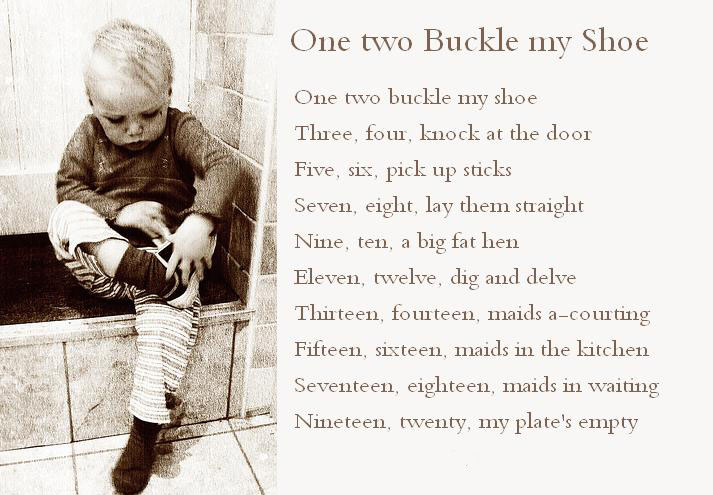 One two Buckle my Shoe
One two buckle my shoe
Three, four, knock at the door
Five, six, pick up sticks
Seven, eight, lay them straight
Nine, ten, a big fat hen
Eleven, twelve, dig and delve
Thirteen, fourteen, maids a-courting
Fifteen, sixteen, maids in the kitchen
Seventeen, eighteen, maids in waiting
Nineteen, twenty, my plate's empty